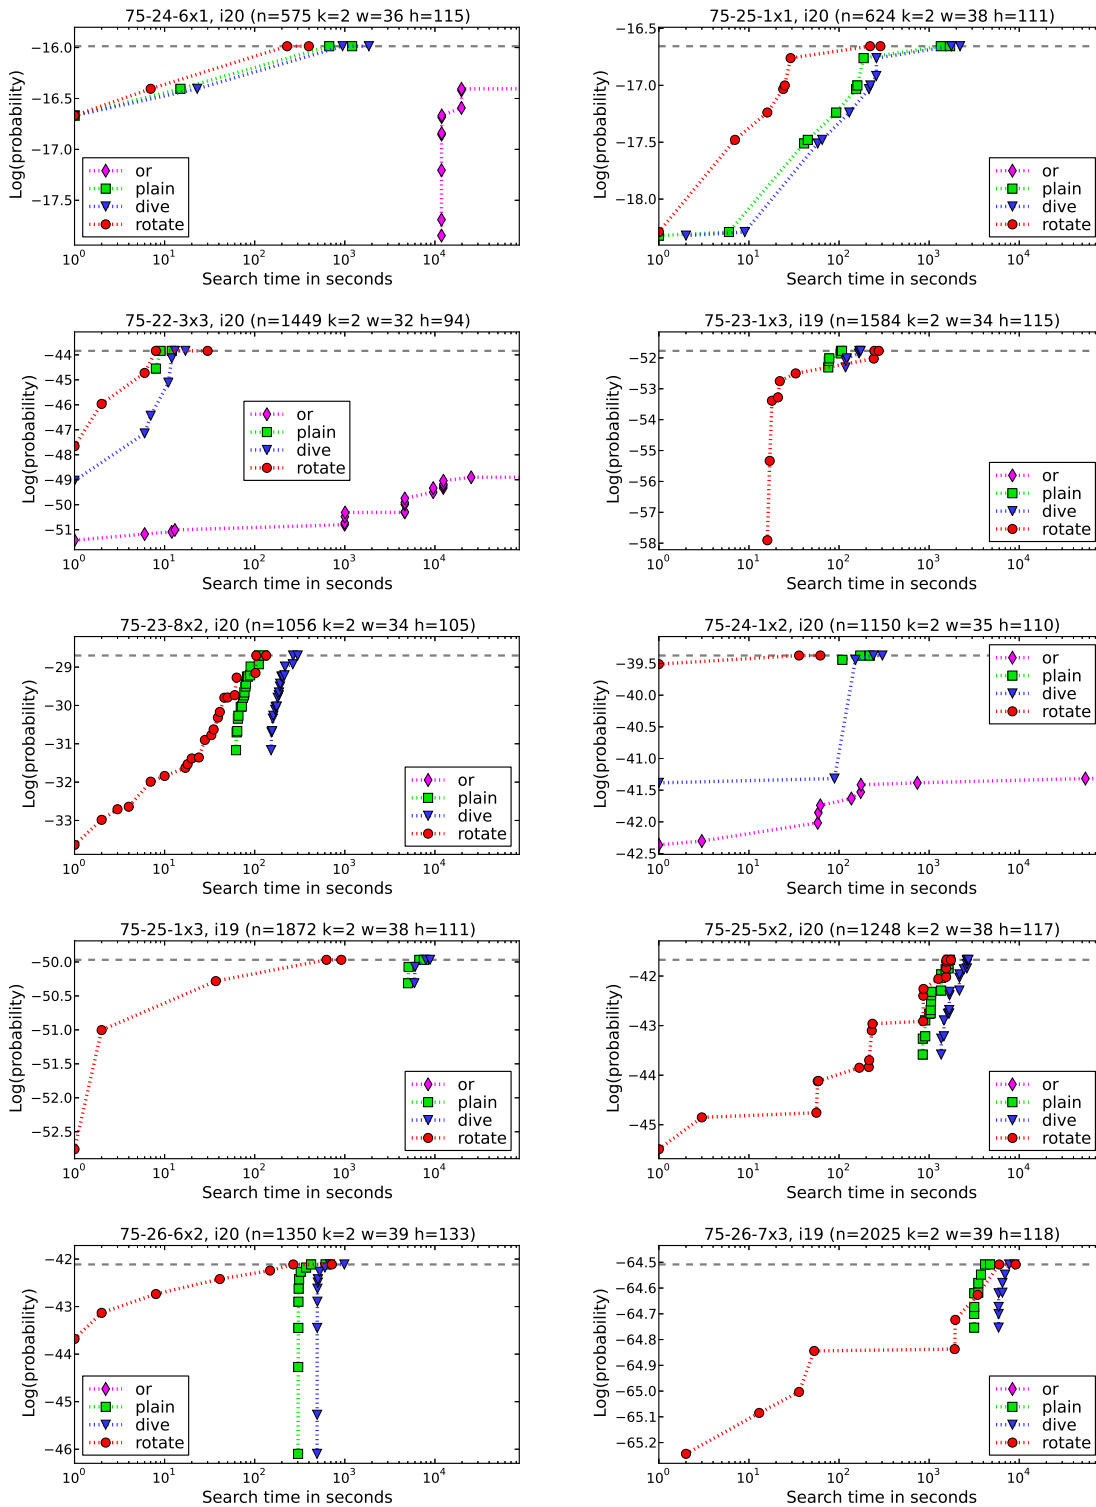 75-24-6x1, i20 (n=575 k=2 w=36 h=115)
Log(probability)
−16.0
−16.5
−17.0
−17.5
or
plain
dive
rotate
10^0 10^1 10^2 10^3 10^4
Search time in seconds
75-25-1x1, i20 (n=624 k=2 w=38 h=111)
Log(probability)
−16.5
−17.0
−17.5
−18.0
or
plain
dive
rotate
10^0 10^1 10^2 10^3 10^4
Search time in seconds
75-22-3x3, i20 (n=1449 k=2 w=32 h=94)
Log(probability)
−44
−45
−46
−47
−48
−49
−50
−51
or
plain
dive
rotate
10^0 10^1 10^2 10^3 10^4
Search time in seconds
75-23-1x3, i19 (n=1584 k=2 w=34 h=115)
Log(probability)
−52
−53
−54
−55
−56
−57
−58
or
plain
dive
rotate
10^0 10^1 10^2 10^3 10^4
Search time in seconds
75-23-8x2, i20 (n=1056 k=2 w=34 h=105)
Log(probability)
−29
−30
−31
−32
−33
or
plain
dive
rotate
10^0 10^1 10^2 10^3 10^4
Search time in seconds
75-24-1x2, i20 (n=1150 k=2 w=35 h=110)
Log(probability)
−39.5
−40.0
−40.5
−41.0
−41.5
−42.0
−42.5
or
plain
dive
rotate
10^0 10^1 10^2 10^3 10^4
Search time in seconds
75-25-1x3, i19 (n=1872 k=2 w=38 h=111)
Log(probability)
−50.0
−50.5
−51.0
−51.5
−52.0
−52.5
or
plain
dive
rotate
10^0 10^1 10^2 10^3 10^4
Search time in seconds
75-25-5x2, i20 (n=1248 k=2 w=38 h=117)
Log(probability)
−42
−43
−44
−45
or
plain
dive
rotate
10^0 10^1 10^2 10^3 10^4
Search time in seconds
75-26-6x2, i20 (n=1350 k=2 w=39 h=133)
Log(probability)
−42
−43
−44
−45
−46
or
plain
dive
rotate
10^0 10^1 10^2 10^3 10^4
Search time in seconds
75-26-7x3, i19 (n=2025 k=2 w=39 h=118)
Log(probability)
−64.5
−64.6
−64.7
−64.8
−64.9
−65.0
−65.1
−65.2
or
plain
dive
rotate
10^0 10^1 10^2 10^3 10^4
Search time in seconds